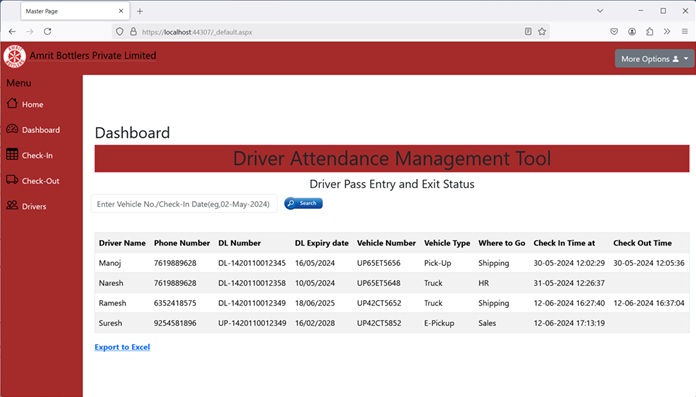 Master Page
https://localhost:44307/_default.aspx
Amrit Bottlers Private Limited
More Options
Menu
Home
Dashboard
Check-In
Check-Out
Drivers
Dashboard
Driver Attendance Management Tool
Driver Pass Entry and Exit Status
Enter Vehicle No./Check-In Date(eg,02-May-2024) Search
Driver Name Phone Number DL Number DL Expiry date Vehicle Number Vehicle Type Where to Go Check In Time at Check Out Time
Manoj 7619889628 DL-1420110012345 16/05/2024 UP65ET5656 Pick-Up Shipping 30-05-2024 12:02:29 30-05-2024 12:05:36
Naresh 7619889628 DL-1420110012358 10/05/2024 UP65ET5648 Truck HR 31-05-2024 12:26:37
Ramesh 6352418575 DL-1420110012349 18/06/2025 UP42CT5652 Truck Shipping 12-06-2024 16:27:40 12-06-2024 16:37:04
Suresh 9254581896 UP-1420110012349 16/02/2028 UP42CT5852 E-Pickup Sales 12-06-2024 17:13:19
Export to Excel